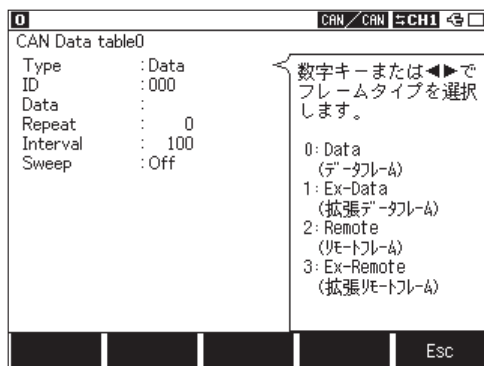 0 CAN/CAN ⇆CH1
CAN Data table0
Type :Data
ID :000
Data :
Repeat : 0
Interval : 100
Sweep :Off
数字キーまたは◀▶で
フレームタイプを選択
します。
0:Data
(ﾃﾞｰﾀﾌﾚｰﾑ)
1:Ex-Data
(拡張ﾃﾞｰﾀﾌﾚｰﾑ)
2:Remote
(ﾘﾓｰﾄﾌﾚｰﾑ)
3:Ex-Remote
(拡張ﾘﾓｰﾄﾌﾚｰﾑ)
Esc